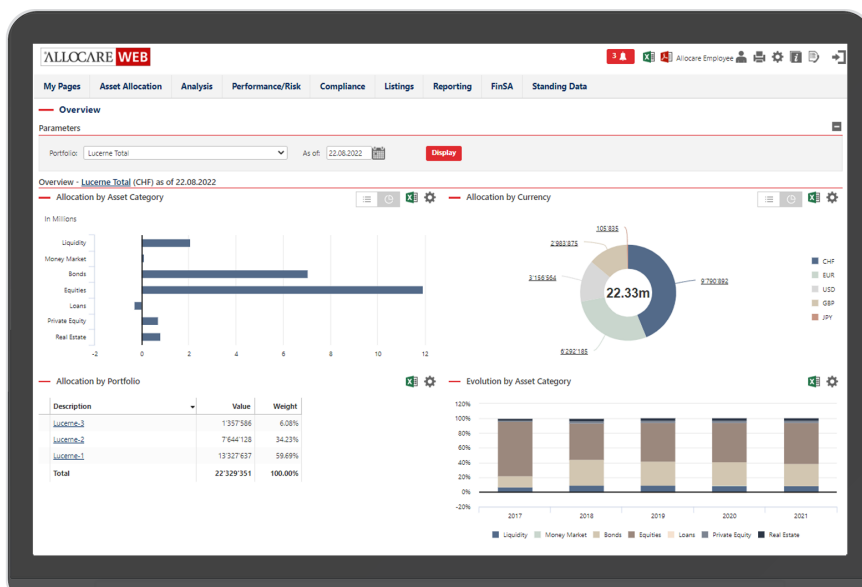 ALLOCARE WEB
3
Allocare Employee
My Pages Asset Allocation Analysis Performance/Risk Compliance Listings Reporting FinSA Standing Data
Overview
Parameters
Portfolio: Lucerne Total As of: 22.08.2022 Display
Overview - Lucerne Total (CHF) as of 22.08.2022
Allocation by Asset Category
In Millions
Liquidity
Money Market
Bonds
Equities
Loans
Private Equity
Real Estate
-2 0 2 4 6 8 10 12
Allocation by Currency
105'835
2'983'875
3'156'564
9'790'892
22.33m
6'292'185
CHF
EUR
USD
GBP
JPY
Allocation by Portfolio
Description Value Weight
Lucerne-3 1'357'586 6.08%
Lucerne-2 7'644'128 34.23%
Lucerne-1 13'327'637 59.69%
Total 22'329'351 100.00%
Evolution by Asset Category
120%
100%
80%
60%
40%
20%
0%
-20%
2017 2018 2019 2020 2021
Liquidity Money Market Bonds Equities Loans Private Equity Real Estate